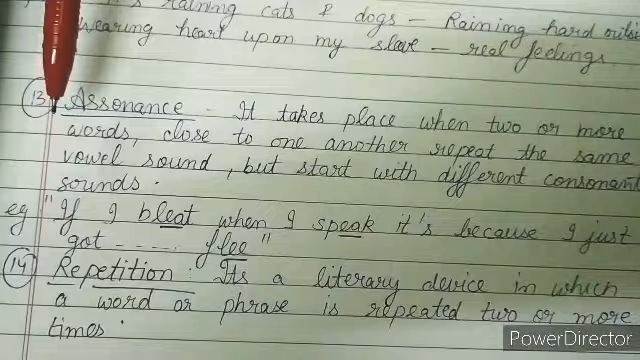 raining cats & dogs - Raining hard outsi
wearing heart upon my slave - real feelings
13 Assonance - It takes place when two or more
words, close to one another repeat the same
vowel sound, but start with different consonant
sounds.
eg "If I bleat when I speak it's because I just
got ...... flee"
14 Repetition : Its a literary device in which
a word or phrase is repeated two or more
times.
PowerDirector